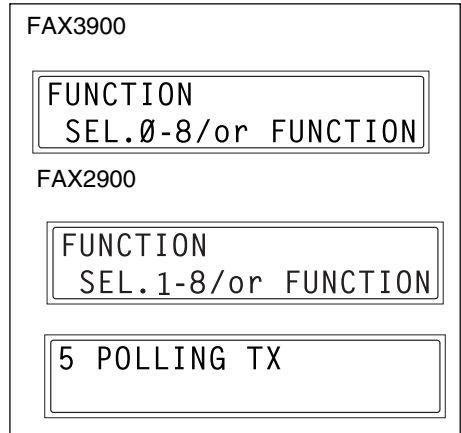 FAX3900
FUNCTION
SEL.Ø-8/or FUNCTION
FAX2900
FUNCTION
SEL.1-8/or FUNCTION
5 POLLING TX